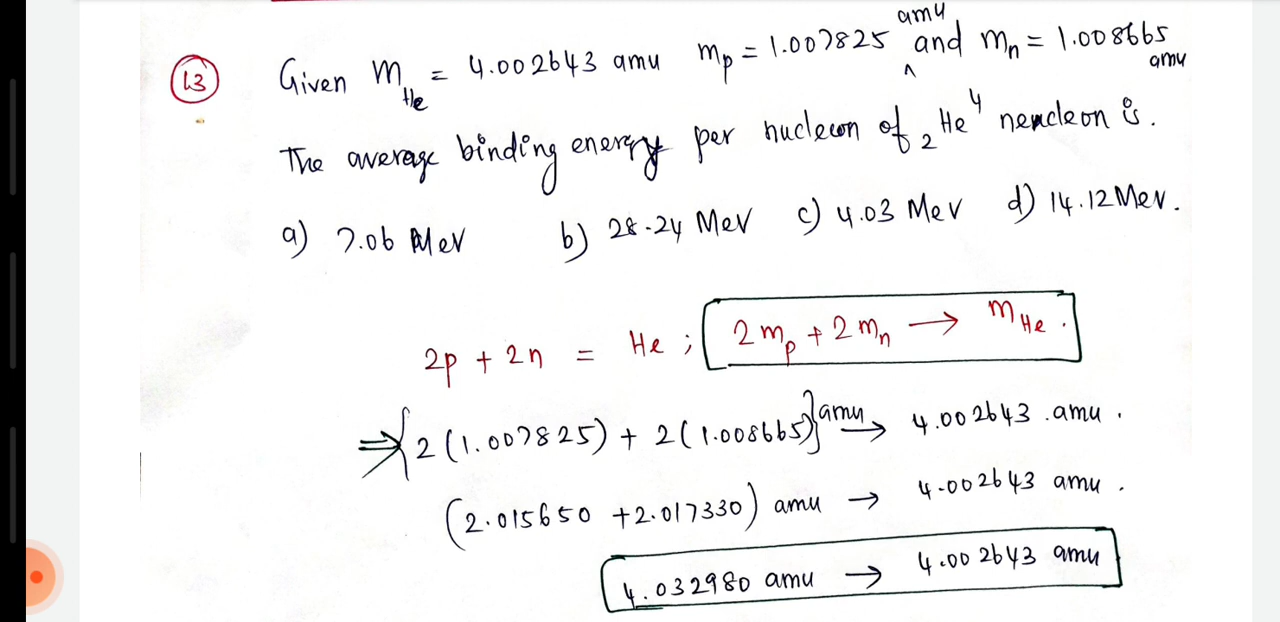 13 Given m_He = 4.002643 amu m_p = 1.007825 amu and m_n = 1.008665 amu
The average binding energy per nucleon of ₂He⁴ neucleon is.
a) 7.06 MeV b) 28.24 MeV c) 4.03 MeV d) 14.12 MeV.
2p + 2n = He ; 2m_p + 2m_n → m_He.
⇒ {2(1.007825) + 2(1.008665)} amu → 4.002643 amu.
(2.015650 + 2.017330) amu → 4.002643 amu.
4.032980 amu → 4.002643 amu